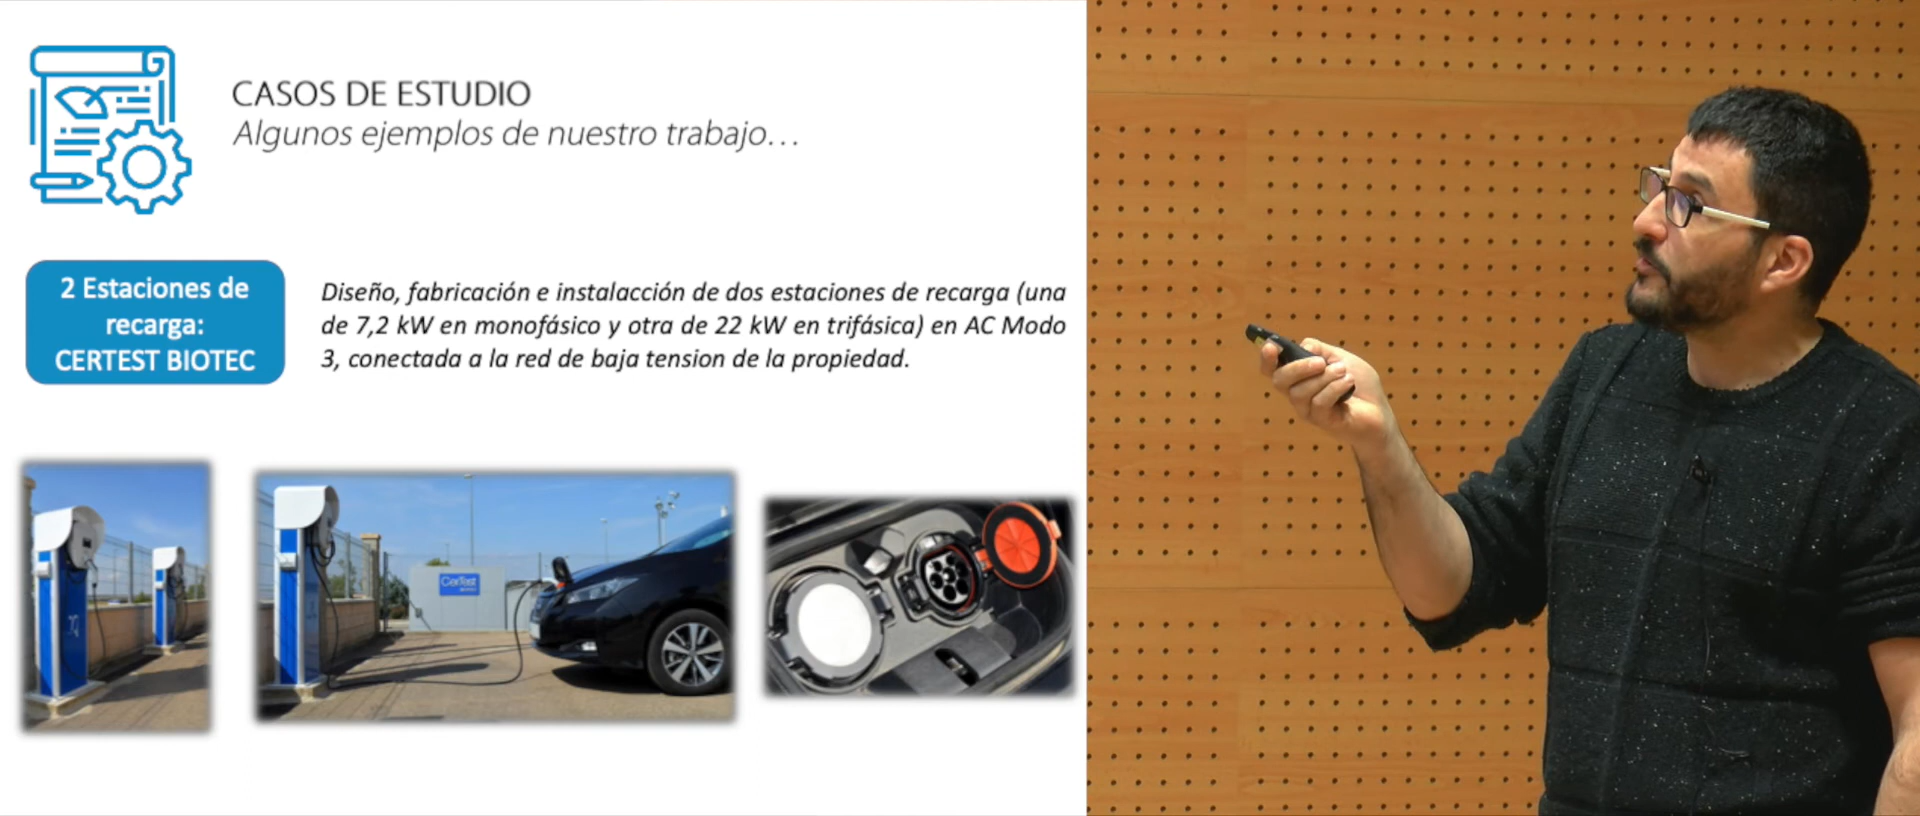 CASOS DE ESTUDIO
Algunos ejemplos de nuestro trabajo...
2 Estaciones de
recarga:
CERTEST BIOTEC
Diseño, fabricación e instalacción de dos estaciones de recarga (una
de 7,2 kW en monofásico y otra de 22 kW en trifásica) en AC Modo
3, conectada a la red de baja tension de la propiedad.
CerTest